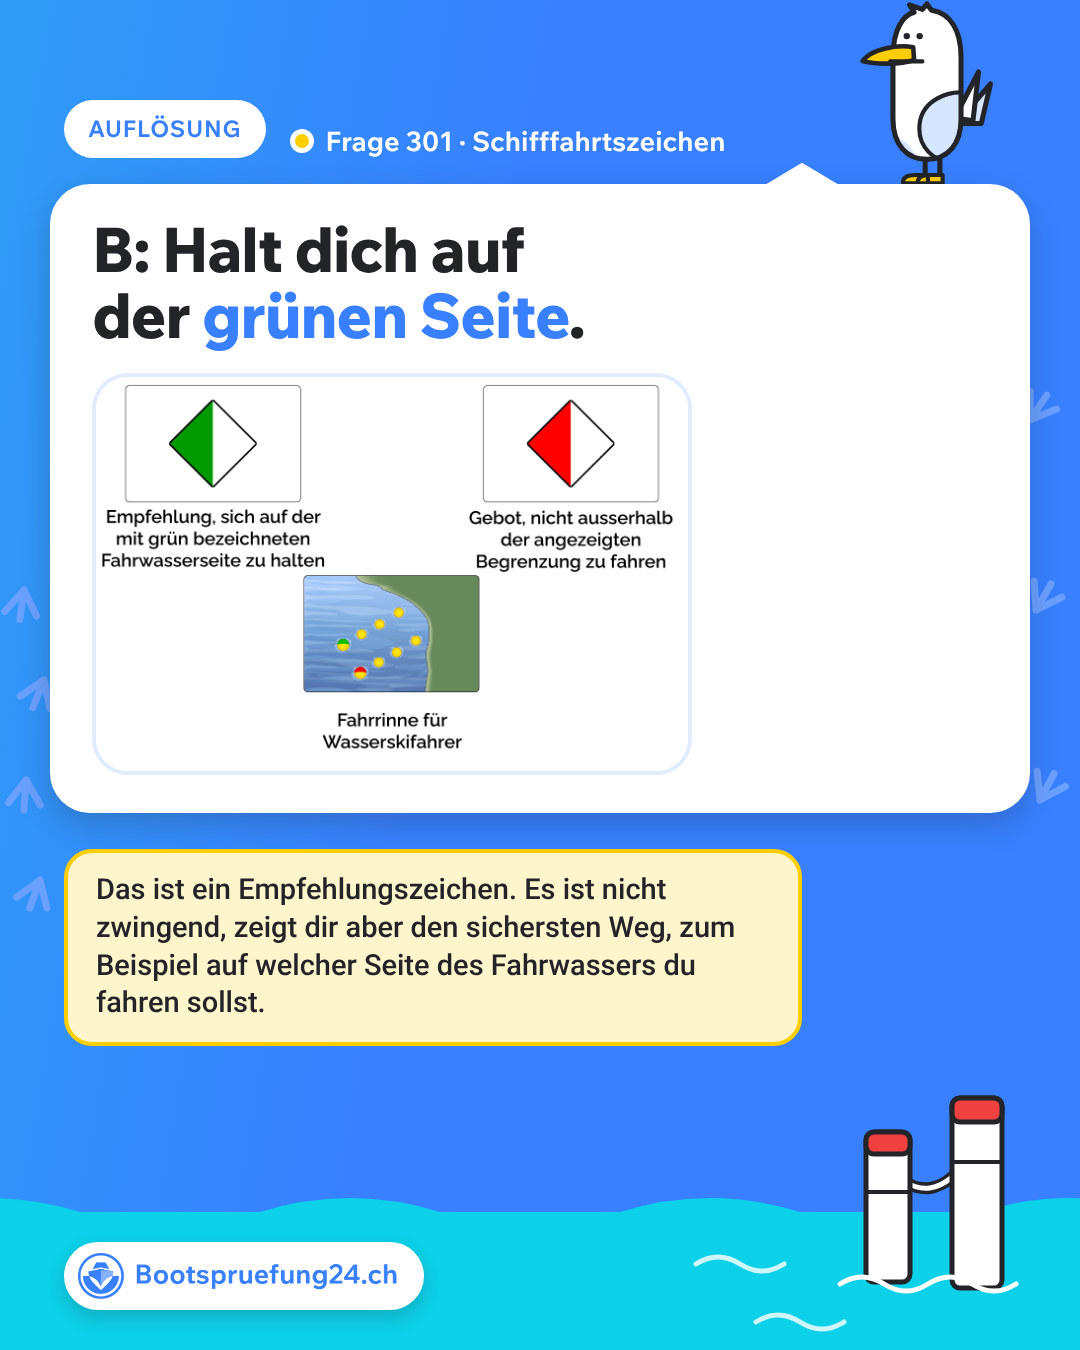 AUFLÖSUNG
Frage 301 · Schifffahrtszeichen
B: Halt dich auf
der grünen Seite.
Empfehlung, sich auf der
mit grün bezeichneten
Fahrwasserseite zu halten
Gebot, nicht ausserhalb
der angezeigten
Begrenzung zu fahren
Fahrrinne für
Wasserskifahrer
Das ist ein Empfehlungszeichen. Es ist nicht
zwingend, zeigt dir aber den sichersten Weg, zum
Beispiel auf welcher Seite des Fahrwassers du
fahren sollst.
Bootspruefung24.ch